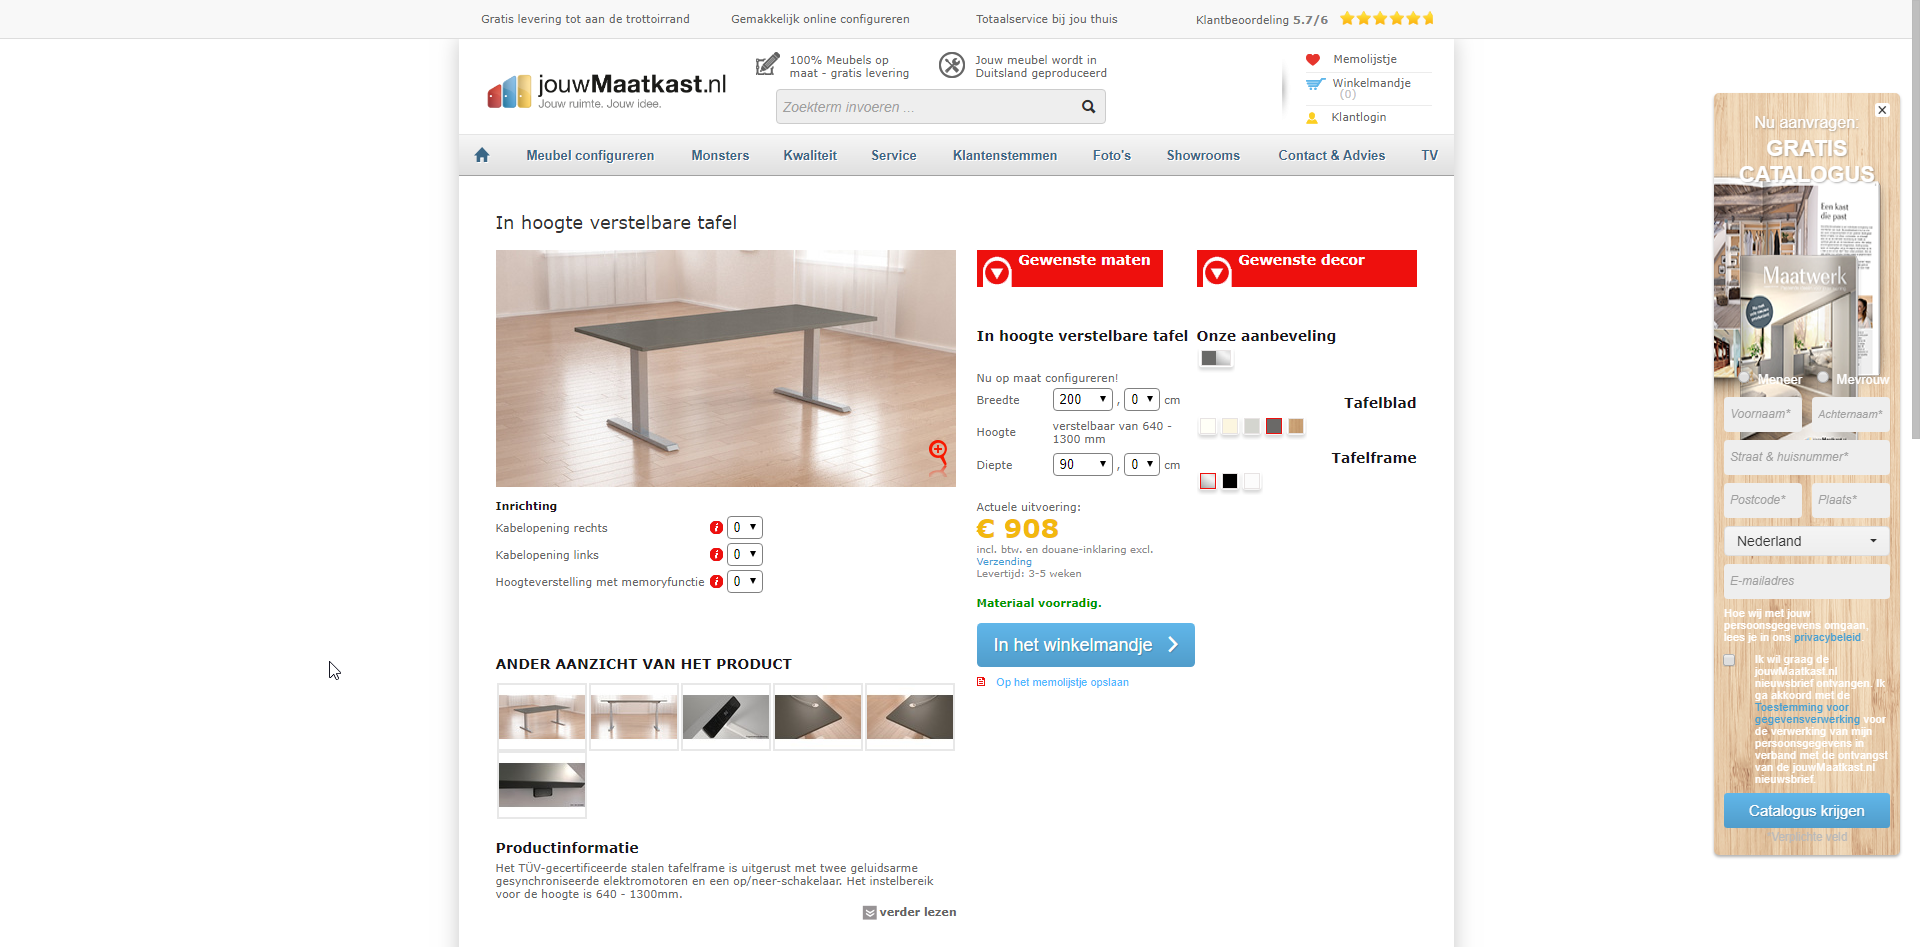 Gratis levering tot aan de trottoirrand
Gemakkelijk online configureren
Totaalservice bij jou thuis
Klantbeoordeling 5.7/6
jouwMaatkast.nl
Jouw ruimte. Jouw idee.
100% Meubels op
maat - gratis levering
Jouw meubel wordt in
Duitsland geproduceerd
Zoekterm invoeren ...
Memolijstje
Winkelmandje
(0)
Klantlogin
Meubel configureren
Monsters
Kwaliteit
Service
Klantenstemmen
Foto's
Showrooms
Contact & Advies
TV
In hoogte verstelbare tafel
Inrichting
Kabelopening rechts i 0
Kabelopening links i 0
Hoogteverstelling met memoryfunctie i 0
ANDER AANZICHT VAN HET PRODUCT
Productinformatie
Het TÜV-gecertificeerde stalen tafelframe is uitgerust met twee geluidsarme
gesynchroniseerde elektromotoren en een op/neer-schakelaar. Het instelbereik
voor de hoogte is 640 - 1300mm.
verder lezen
Gewenste maten
In hoogte verstelbare tafel
Nu op maat configureren!
Breedte 200 , 0 cm
Hoogte verstelbaar van 640 -
1300 mm
Diepte 90 , 0 cm
Actuele uitvoering:
€ 908
incl. btw. en douane-inklaring excl.
Verzending
Levertijd: 3-5 weken
Materiaal voorradig.
In het winkelmandje
Op het memolijstje opslaan
Gewenste decor
Onze aanbeveling
Tafelblad
Tafelframe
Nu aanvragen:
GRATIS
CATALOGUS
Een kast
die past
Maatwerk
Meneer
Mevrouw
Voornaam*
Achternaam*
Straat & huisnummer*
Postcode*
Plaats*
Nederland
E-mailadres
Hoe wij met jouw
persoonsgegevens omgaan,
lees je in ons privacybeleid.
Ik wil graag de
jouwMaatkast.nl
nieuwsbrief ontvangen. Ik
ga akkoord met de
Toestemming voor
gegevensverwerking voor
de verwerking van mijn
persoonsgegevens in
verband met de ontvangst
van de jouwMaatkast.nl
nieuwsbrief.
Catalogus krijgen
Verplichte veld